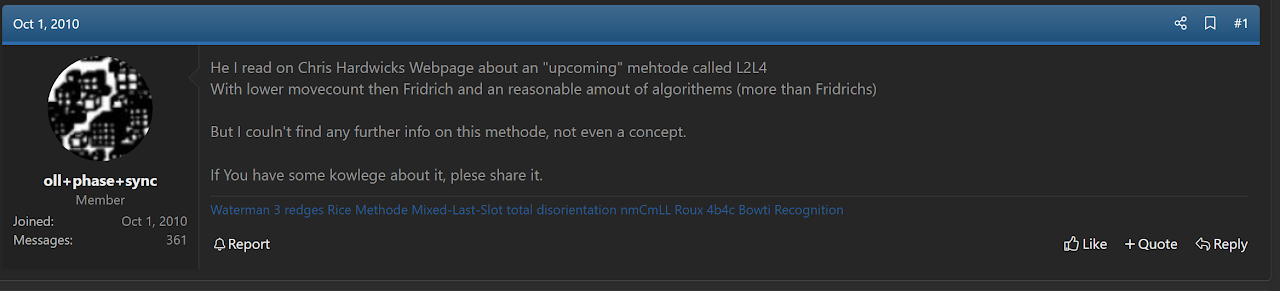 Oct 1, 2010
#1
He I read on Chris Hardwicks Webpage about an "upcoming" mehtode called L2L4
With lower movecount then Fridrich and an reasonable amout of algorithems (more than Fridrichs)
But I couln't find any further info on this methode, not even a concept.
If You have some kowlege about it, plese share it.
oll+phase+sync
Member
Joined: Oct 1, 2010
Messages: 361
Waterman 3 redges Rice Methode Mixed-Last-Slot total disorientation nmCmLL Roux 4b4c Bowti Recognition
Report
Like
+ Quote
Reply